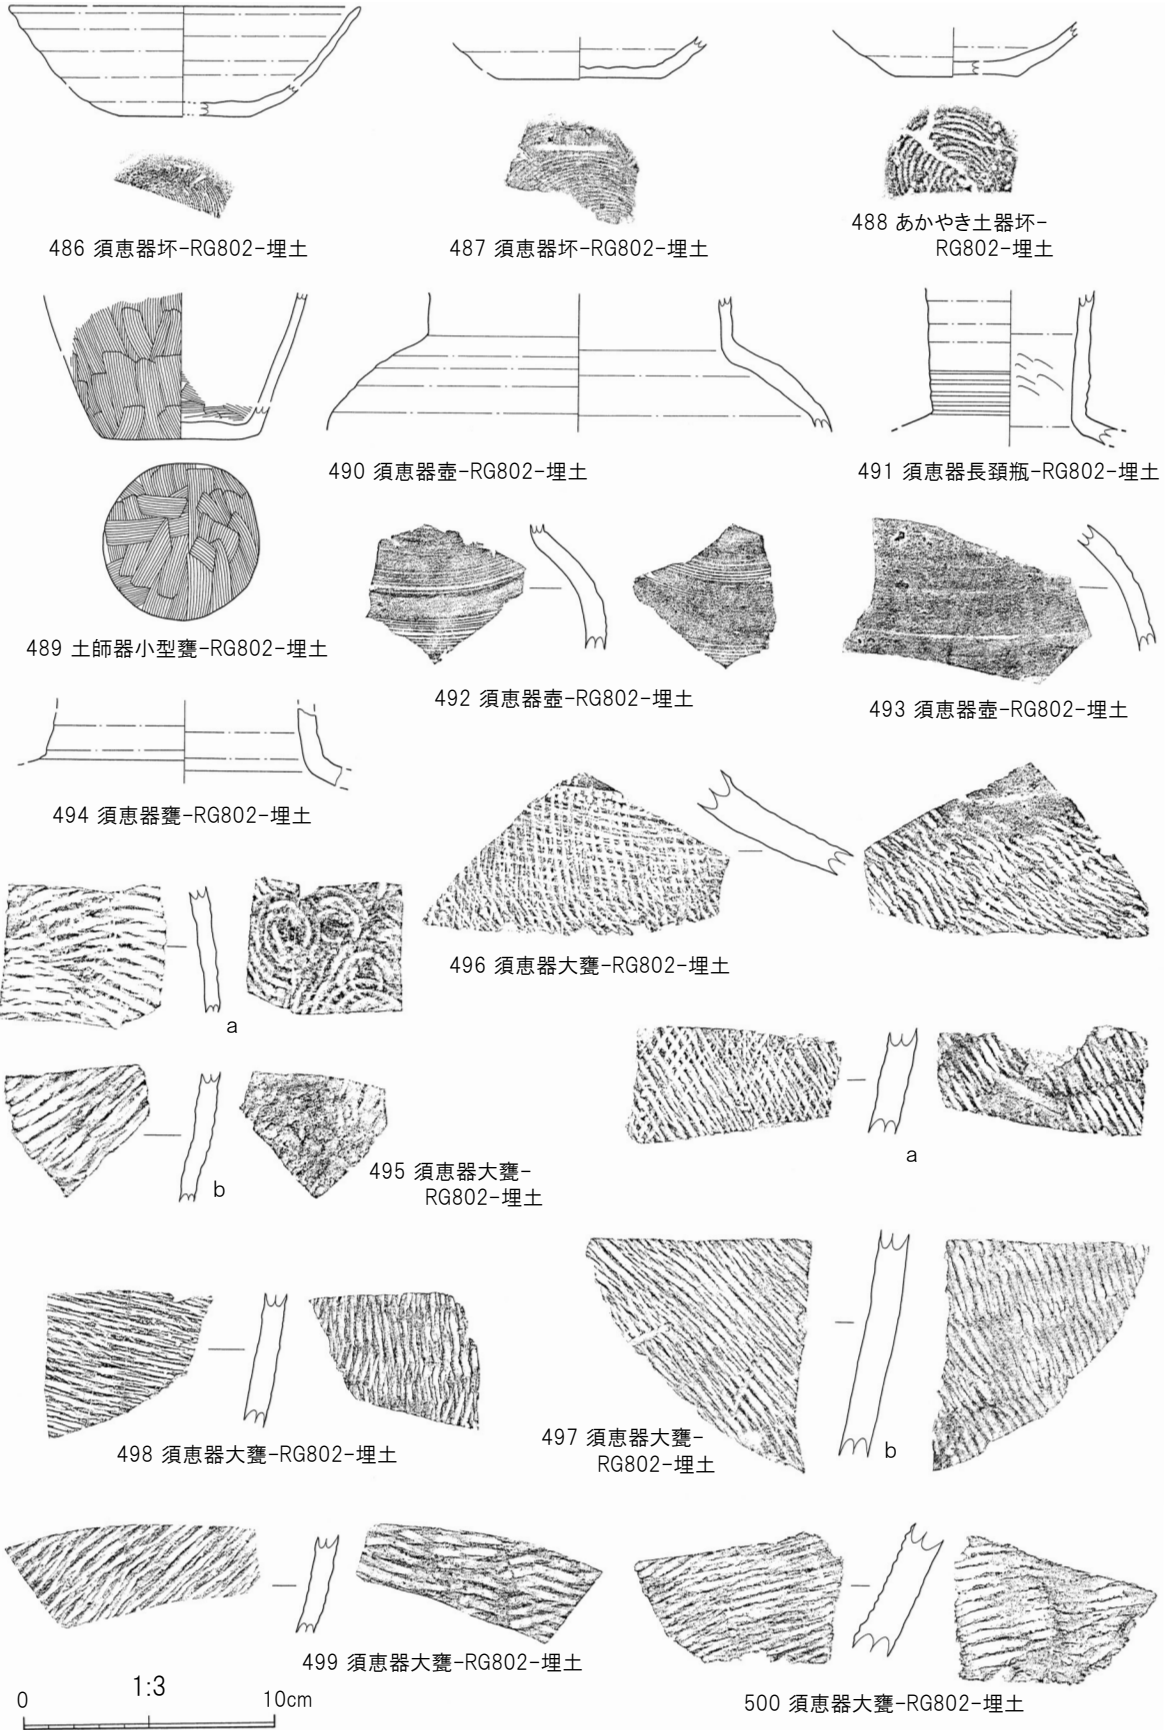 486 須恵器坏-RG802-埋土
487 須恵器坏-RG802-埋土
488 あかやき土器坏-
RG802-埋土
489 土師器小型甕-RG802-埋土
490 須恵器壺-RG802-埋土
491 須恵器長頚瓶-RG802-埋土
492 須恵器壺-RG802-埋土
493 須恵器壺-RG802-埋土
494 須恵器甕-RG802-埋土
496 須恵器大甕-RG802-埋土
a
b
495 須恵器大甕-
RG802-埋土
a
498 須恵器大甕-RG802-埋土
497 須恵器大甕-
RG802-埋土
b
499 須恵器大甕-RG802-埋土
500 須恵器大甕-RG802-埋土
1:3
0 10cm